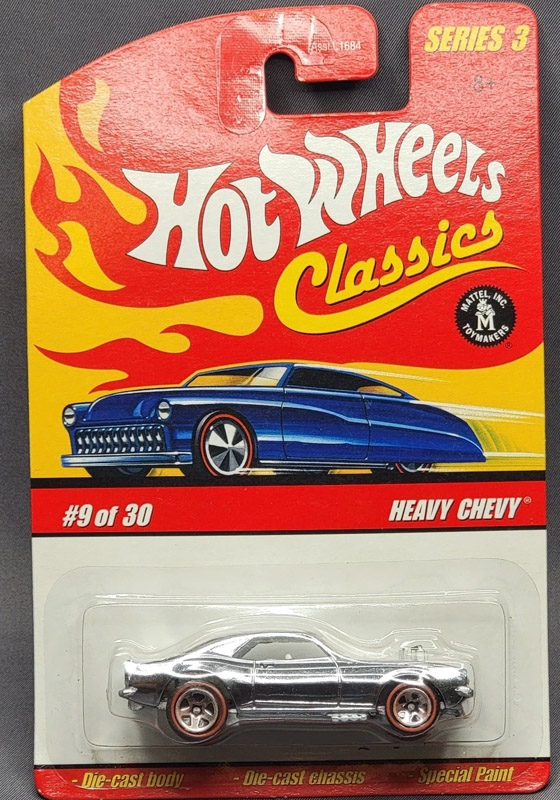 Asst. 1684
SERIES 3
8+
Hot Wheels
Classics
MATTEL, INC.
M
TOYMAKERS
®
#9 of 30
HEAVY CHEVY®
- Die-cast body
- Die-cast chassis
- Special Paint